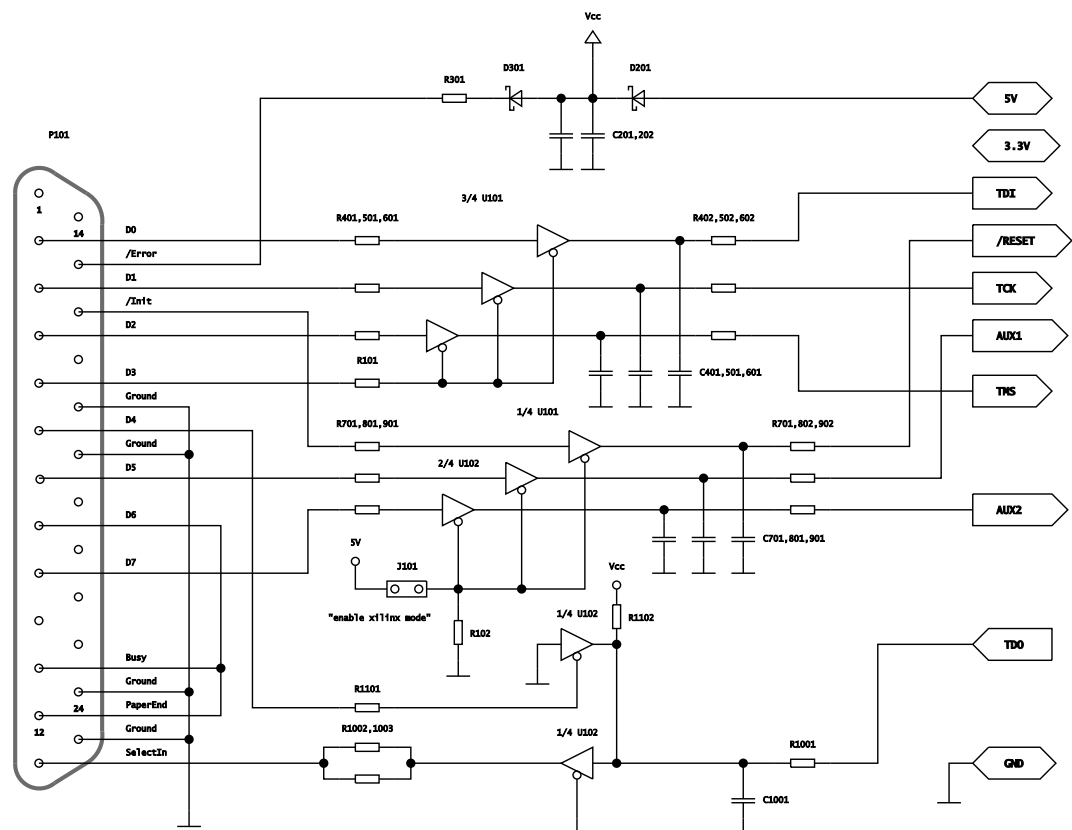 Vcc
D301
D201
R301
5V
P101
C201,202
3.3V
3/4 U101
TDI
1
14
R401,501,601
R402,502,602
D0
/RESET
/Error
D1
TCK
/Init
D2
AUX1
R101
D3
C401,501,601
TMS
Ground
1/4 U101
D4
R701,801,901
R701,802,902
Ground
2/4 U102
D5
D6
AUX2
5V
C701,801,901
D7
J101
Vcc
"enable xilinx mode"
1/4 U102
R1102
R102
TDO
Busy
Ground
R1101
24
PaperEnd
12
Ground
R1002,1003
1/4 U102
R1001
SelectIn
GND
C1001